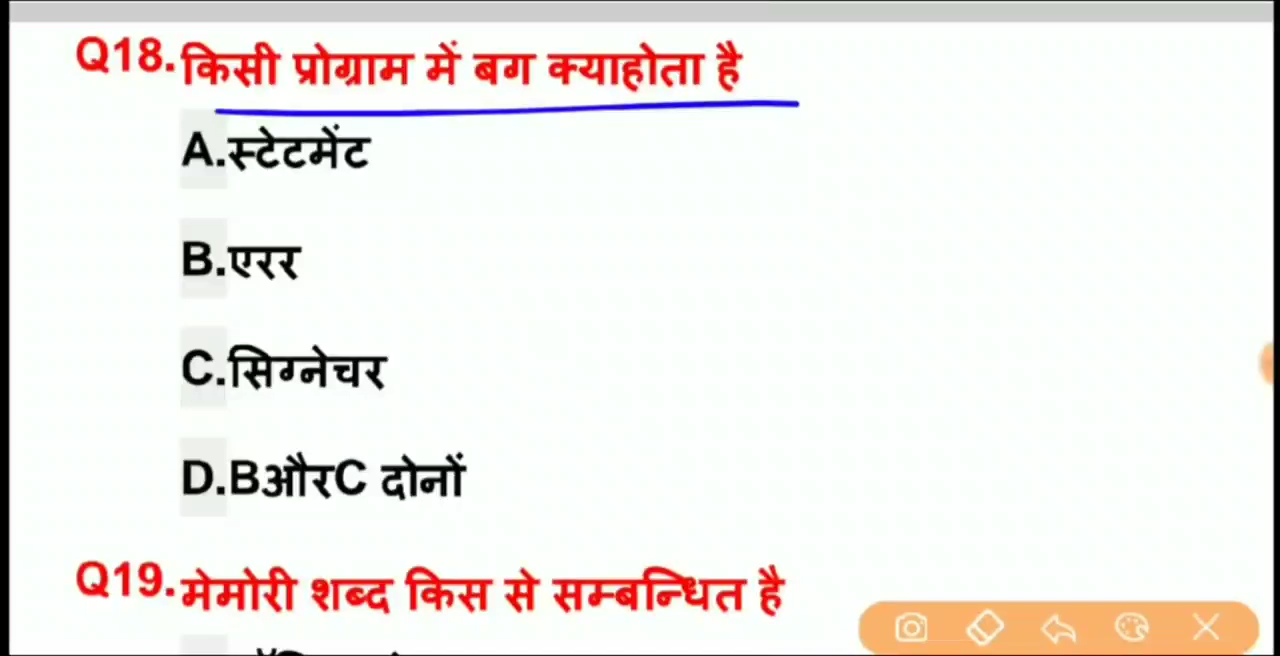 Q18.किसी प्रोग्राम में बग क्याहोता है
A.स्टेटमेंट
B.एरर
C.सिग्नेचर
D.BऔरC दोनों
Q19.मेमोरी शब्द किस से सम्बन्धित है